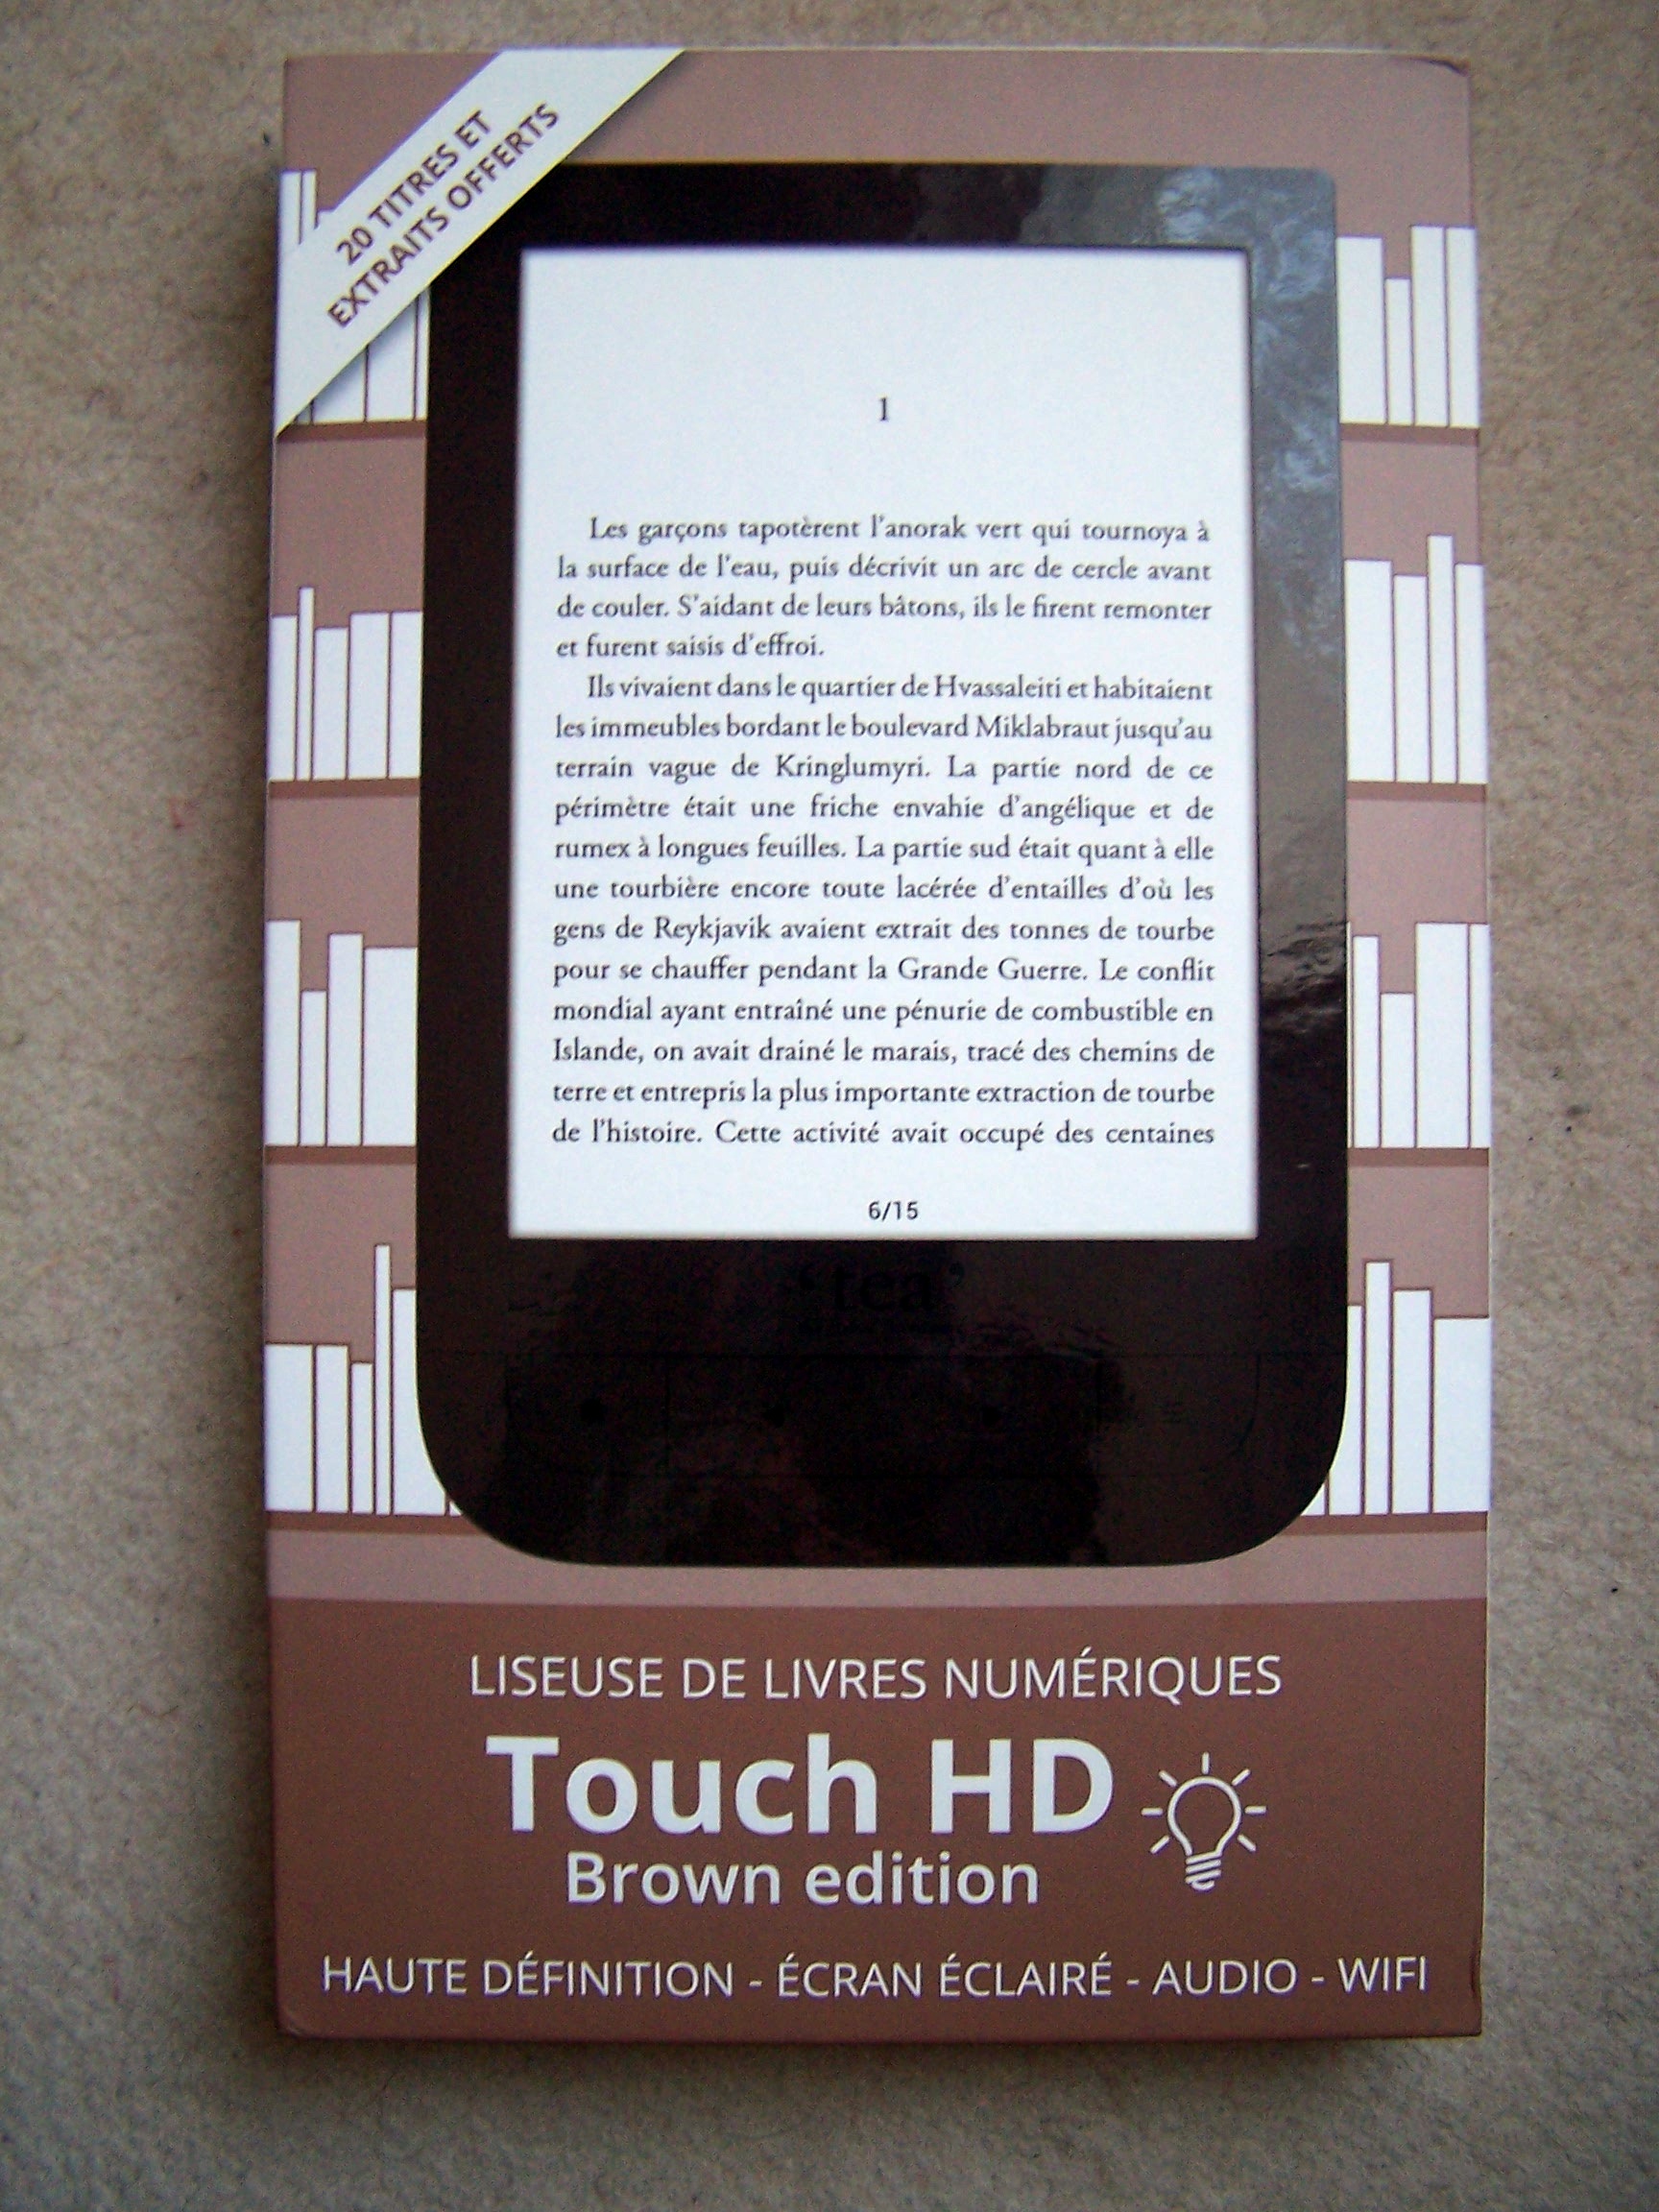 20 TITRES ET
EXTRAITS OFFERTS
1
Les garçons tapotèrent l'anorak vert qui tournoya à
la surface de l'eau, puis décrivit un arc de cercle avant
de couler. S'aidant de leurs bâtons, ils le firent remonter
et furent saisis d'effroi.
Ils vivaient dans le quartier de Hvassaleiti et habitaient
les immeubles bordant le boulevard Miklabraut jusqu'au
terrain vague de Kringlumyri. La partie nord de ce
périmètre était une friche envahie d'angélique et de
rumex à longues feuilles. La partie sud était quant à elle
une tourbière encore toute lacérée d'entailles d'où les
gens de Reykjavik avaient extrait des tonnes de tourbe
pour se chauffer pendant la Grande Guerre. Le conflit
mondial ayant entraîné une pénurie de combustible en
Islande, on avait drainé le marais, tracé des chemins de
terre et entrepris la plus importante extraction de tourbe
de l'histoire. Cette activité avait occupé des centaines
6/15
'tea'
LISEUSE DE LIVRES NUMÉRIQUES
Touch HD
Brown edition
HAUTE DÉFINITION - ÉCRAN ÉCLAIRÉ - AUDIO - WIFI